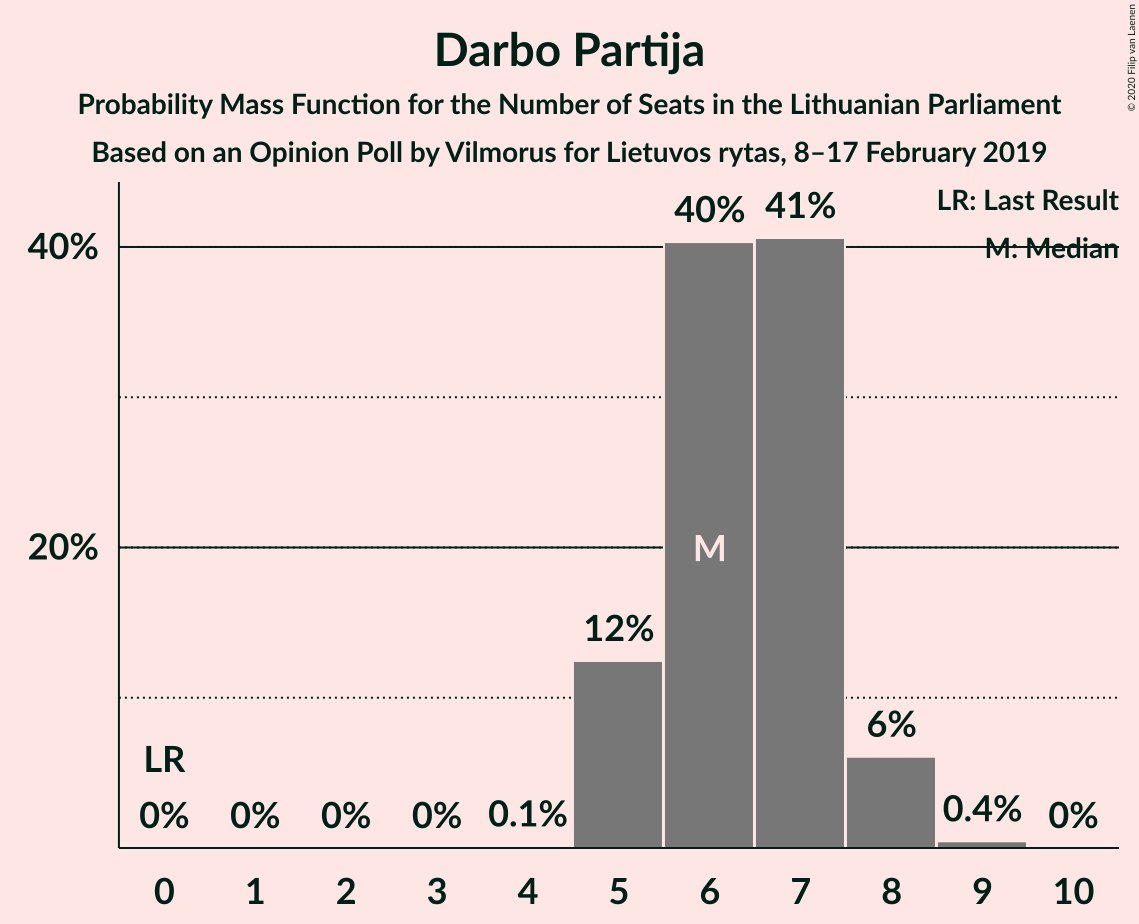 Darbo Partija
Probability Mass Function for the Number of Seats in the Lithuanian Parliament
Based on an Opinion Poll by Vilmorus for Lietuvos rytas, 8–17 February 2019
© 2020 Filip van Laenen
LR: Last Result
M: Median
40%
20%
40%
41%
M
12%
6%
LR
0%
0%
0%
0%
0.1%
0.4%
0%
0 1 2 3 4 5 6 7 8 9 10